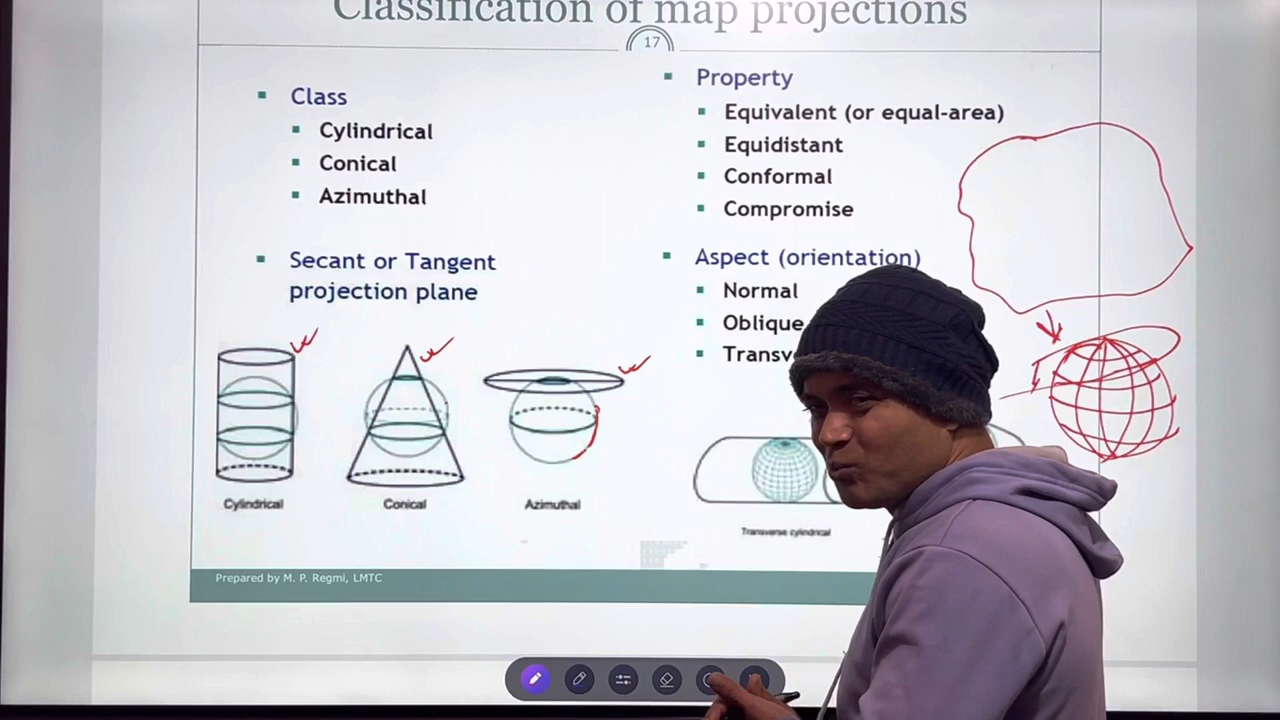 Classification of map projections
17
Class
Cylindrical
Conical
Azimuthal
Secant or Tangent
projection plane
Cylindrical
Conical
Azimuthal
Property
Equivalent (or equal-area)
Equidistant
Conformal
Compromise
Aspect (orientation)
Normal
Oblique
Transv
Transverse cylindrical
Prepared by M. P. Regmi, LMTC